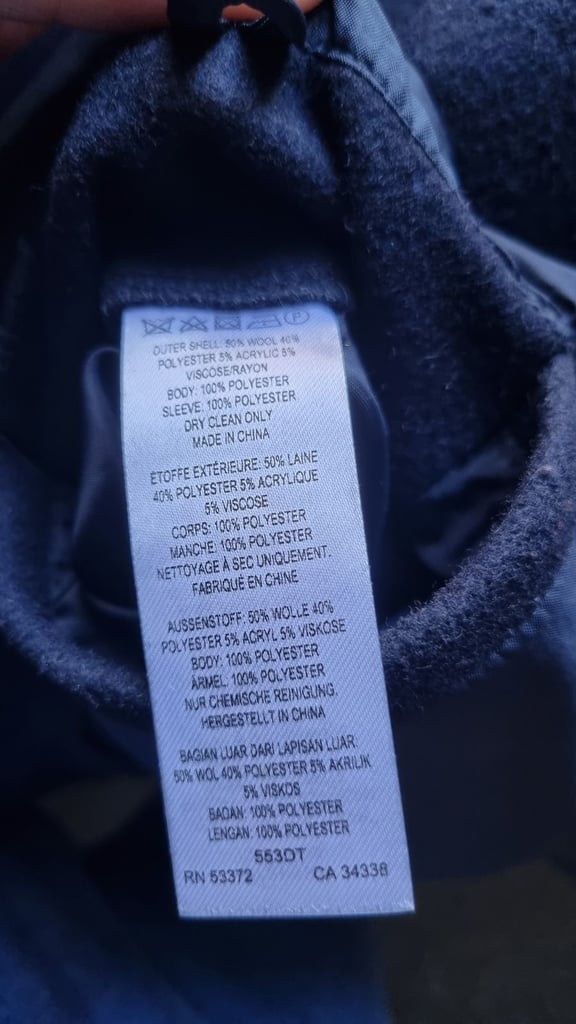 P
OUTER SHELL: 50% WOOL 40%
POLYESTER 5% ACRYLIC 5%
VISCOSE/RAYON
BODY: 100% POLYESTER
SLEEVE: 100% POLYESTER
DRY CLEAN ONLY
MADE IN CHINA
ÉTOFFE EXTÉRIEURE: 50% LAINE
40% POLYESTER 5% ACRYLIQUE
5% VISCOSE
CORPS: 100% POLYESTER
MANCHE: 100% POLYESTER
NETTOYAGE À SEC UNIQUEMENT.
FABRIQUÉ EN CHINE
AUSSENSTOFF: 50% WOLLE 40%
POLYESTER 5% ACRYL 5% VISKOSE
BODY: 100% POLYESTER
ÄRMEL: 100% POLYESTER
NUR CHEMISCHE REINIGUNG.
HERGESTELLT IN CHINA
BAGIAN LUAR DARI LAPISAN LUAR:
50% WOL 40% POLYESTER 5% AKRILIK
5% VISKOS
BADAN: 100% POLYESTER
LENGAN: 100% POLYESTER
553DT
RN 53372 CA 34338